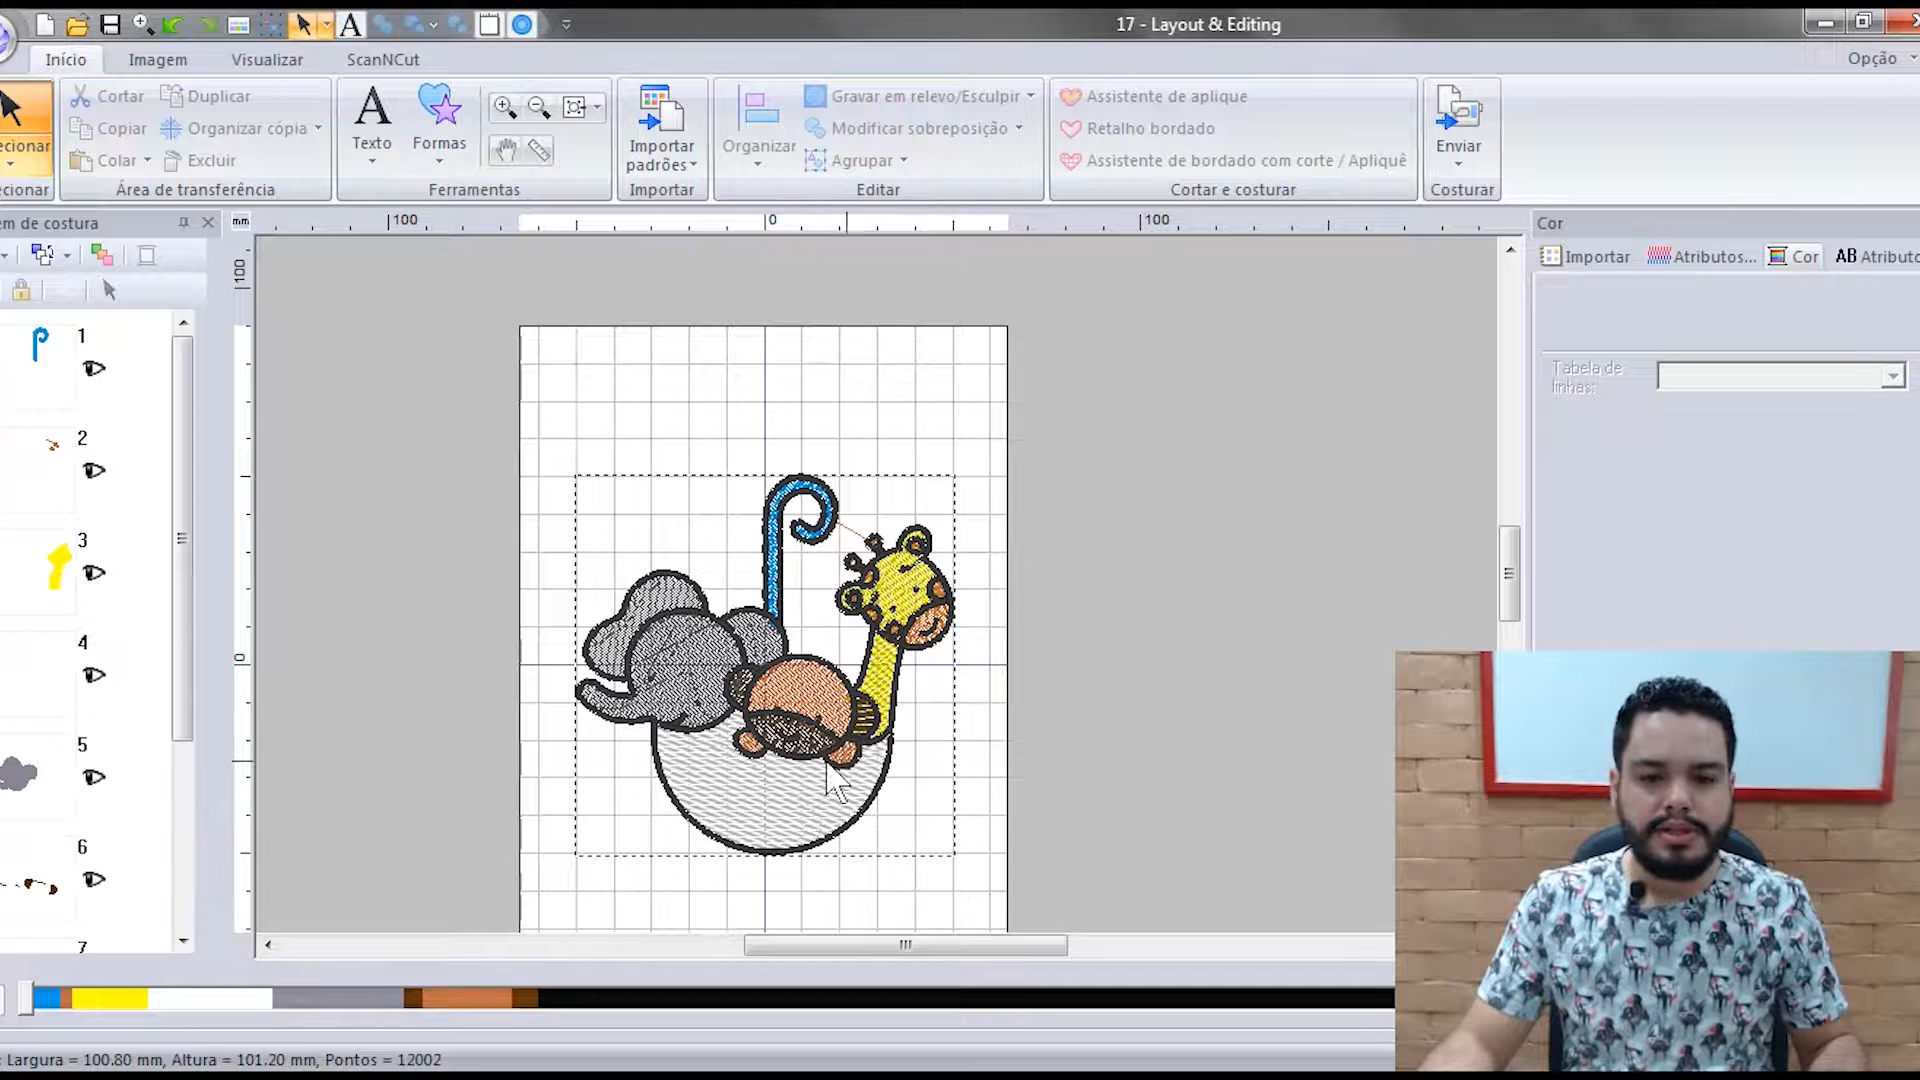 17 - Layout & Editing
Início Imagem Visualizar ScanNCut Opção
Cortar Duplicar
Copiar Organizar cópia
Colar Excluir
ecionar
ecionar
Área de transferência
Texto Formas
Ferramentas
Importar
padrões
Importar
Organizar
Gravar em relevo/Esculpir
Modificar sobreposição
Agrupar
Editar
Assistente de aplique
Retalho bordado
Assistente de bordado com corte / Apliquê
Cortar e costurar
Enviar
Costurar
em de costura
mm
100 0 100
100
0
Cor
Importar Atributos... Cor AB Atributo
Tabela de
linhas:
1
2
3
4
5
6
7
: Largura = 100.80 mm, Altura = 101.20 mm, Pontos = 12002